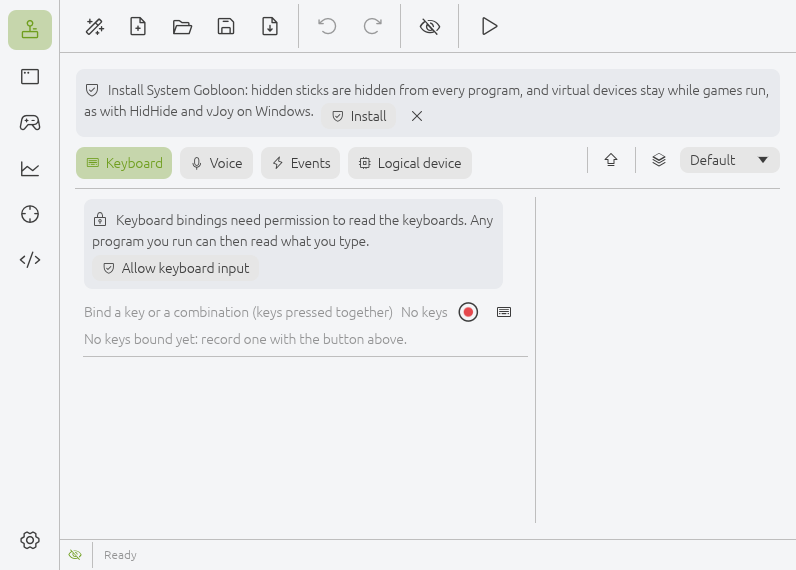 Install System Gobloon: hidden sticks are hidden from every program, and virtual devices stay while games run,
as with HidHide and vJoy on Windows. Install
Keyboard Voice Events Logical device Default
Keyboard bindings need permission to read the keyboards. Any
program you run can then read what you type.
Allow keyboard input
Bind a key or a combination (keys pressed together) No keys
No keys bound yet: record one with the button above.
Ready